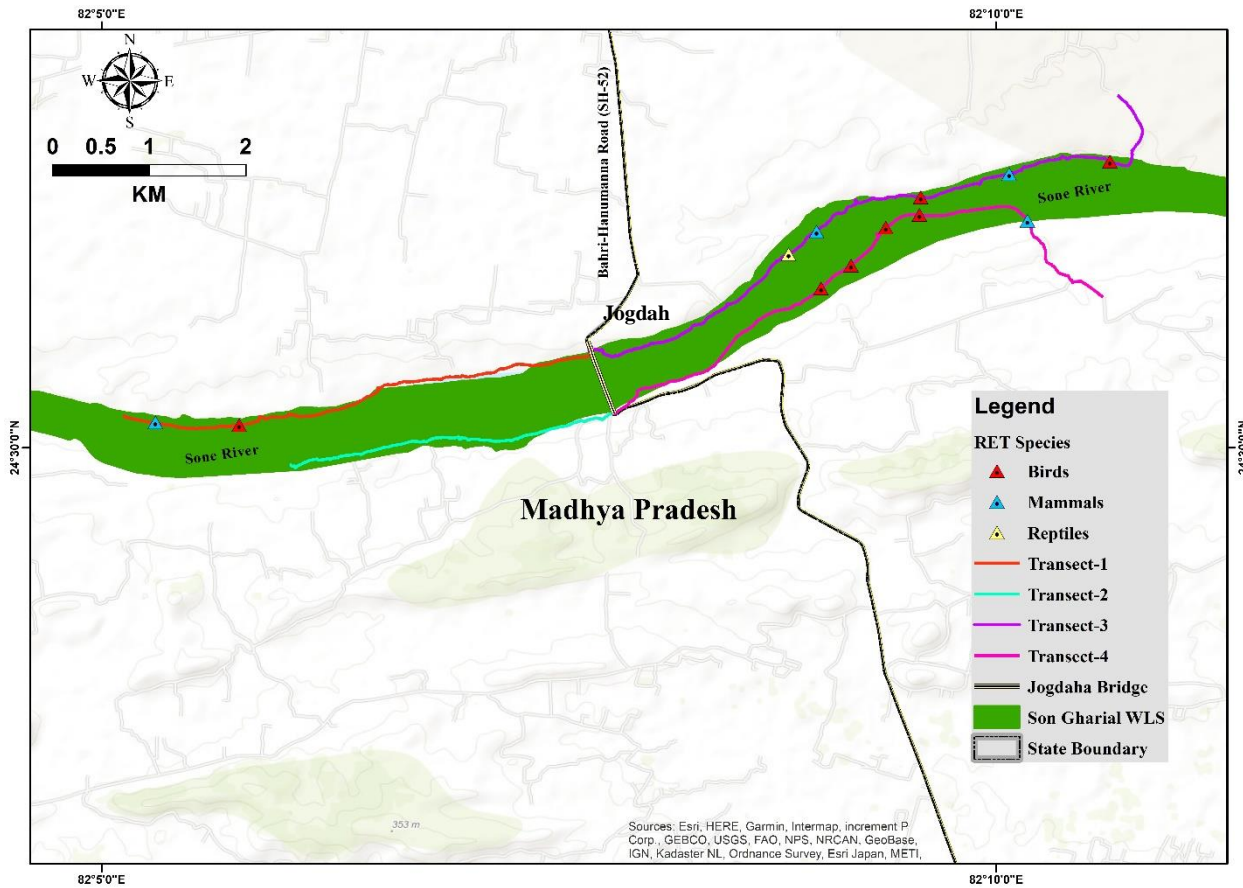 82°5'0"E
82°10'0"E
N
W
E
S
0 0.5 1 2
KM
Bahri-Hanumanna Road (SH-52)
Sone River
Jogdah
24°30'0"N
24°30'0"N
Sone River
Madhya Pradesh
Legend
RET Species
Birds
Mammals
Reptiles
Transect-1
Transect-2
Transect-3
Transect-4
Jogdaha Bridge
Son Gharial WLS
State Boundary
353 m
Sources: Esri, HERE, Garmin, Intermap, increment P
Corp., GEBCO, USGS, FAO, NPS, NRCAN, GeoBase,
IGN, Kadaster NL, Ordnance Survey, Esri Japan, METI,
82°5'0"E
82°10'0"E